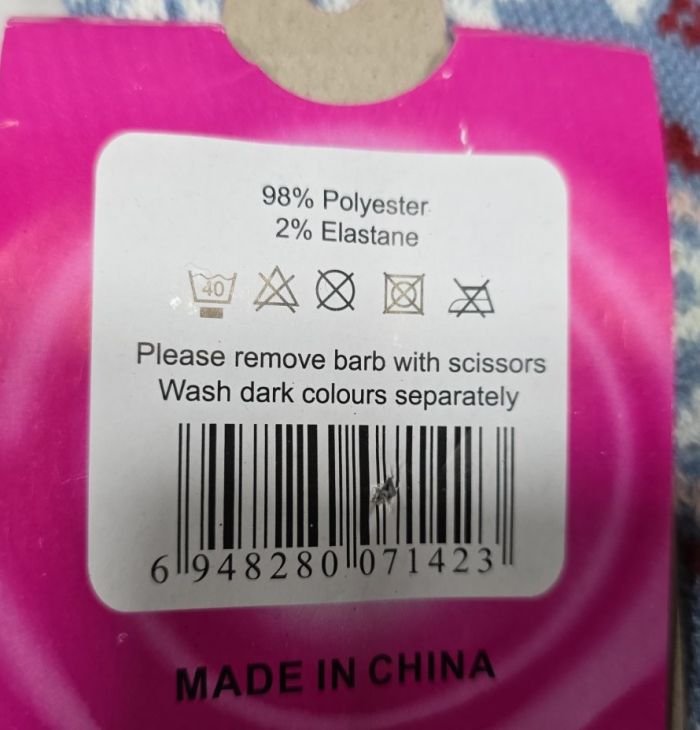 98% Polyester
2% Elastane
40
Please remove barb with scissors
Wash dark colours separately
6 948280 071423
MADE IN CHINA